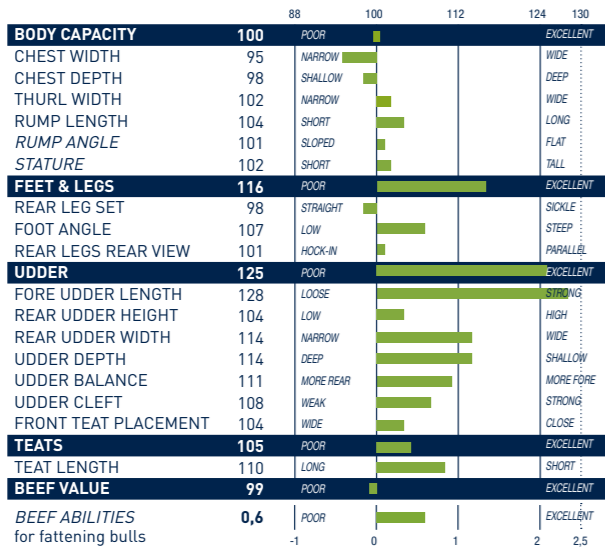 88 100 112 124 130
BODY CAPACITY 100 POOR EXCELLENT
CHEST WIDTH 95 NARROW WIDE
CHEST DEPTH 98 SHALLOW DEEP
THURL WIDTH 102 NARROW WIDE
RUMP LENGTH 104 SHORT LONG
RUMP ANGLE 101 SLOPED FLAT
STATURE 102 SHORT TALL
FEET & LEGS 116 POOR EXCELLENT
REAR LEG SET 98 STRAIGHT SICKLE
FOOT ANGLE 107 LOW STEEP
REAR LEGS REAR VIEW 101 HOCK-IN PARALLEL
UDDER 125 POOR EXCELLENT
FORE UDDER LENGTH 128 LOOSE STRONG
REAR UDDER HEIGHT 104 LOW HIGH
REAR UDDER WIDTH 114 NARROW WIDE
UDDER DEPTH 114 DEEP SHALLOW
UDDER BALANCE 111 MORE REAR MORE FORE
UDDER CLEFT 108 WEAK STRONG
FRONT TEAT PLACEMENT 104 WIDE CLOSE
TEATS 105 POOR EXCELLENT
TEAT LENGTH 110 LONG SHORT
BEEF VALUE 99 POOR EXCELLENT
BEEF ABILITIES 0,6 POOR EXCELLENT
for fattening bulls -1 0 1 2 2,5